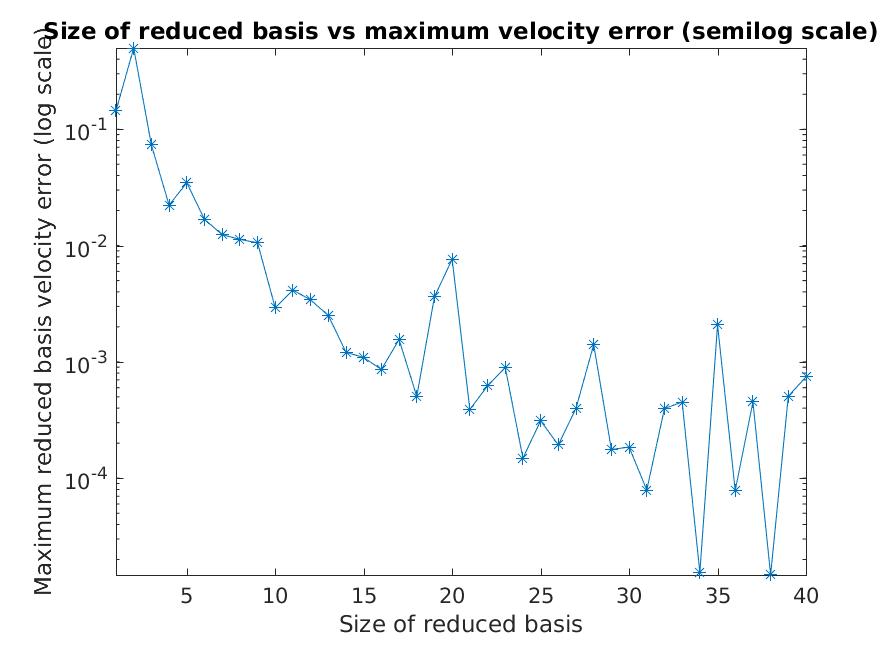 Size of reduced basis vs maximum velocity error (semilog scale)
Maximum reduced basis velocity error (log scale)
10^-1
10^-2
10^-3
10^-4
5 10 15 20 25 30 35 40
Size of reduced basis